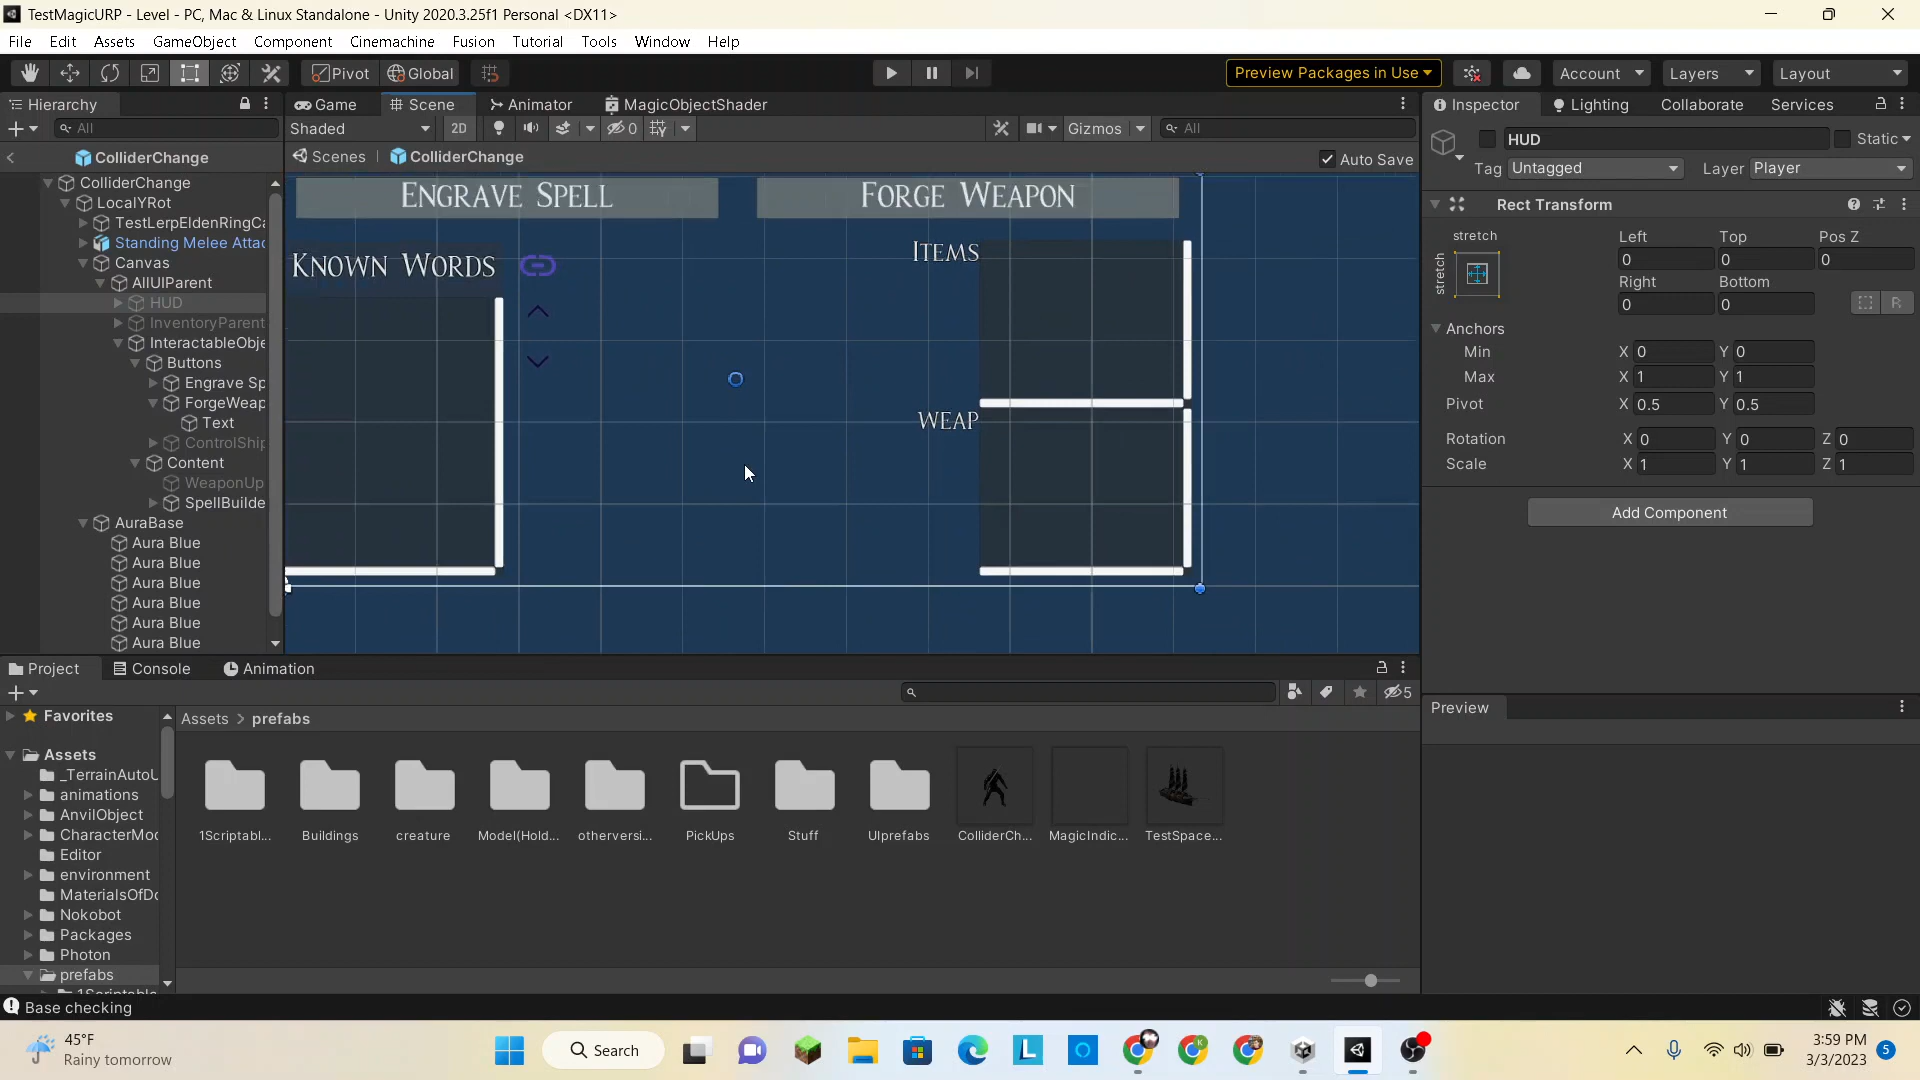 TestMagicURP - Level - PC, Mac & Linux Standalone - Unity 2020.3.25f1 Personal <DX11>
File Edit Assets GameObject Component Cinemachine Fusion Tutorial Tools Window Help
Pivot Global Preview Packages in Use Account Layers Layout
Hierarchy Game Scene Animator MagicObjectShader Inspector Lighting Collaborate Services
All Shaded 2D 0 Gizmos All
HUD Static
ColliderChange Scenes ColliderChange Auto Save
Tag Untagged Layer Player
ColliderChange
LocalYRot
TestLerpEldenRingCa
Standing Melee Attac
Canvas
AllUIParent
HUD
InventoryParent
InteractableObje
Buttons
Engrave Sp
ForgeWeap
Text
ControlShip
Content
WeaponUp
SpellBuilde
AuraBase
Aura Blue
Aura Blue
Aura Blue
Aura Blue
Aura Blue
Aura Blue
Engrave Spell Forge Weapon
Known Words
Items
WEAP
Rect Transform
stretch Left Top Pos Z
stretch 0 0 0
Right Bottom
0 0 R
Anchors
Min X 0 Y 0
Max X 1 Y 1
Pivot X 0.5 Y 0.5
Rotation X 0 Y 0 Z 0
Scale X 1 Y 1 Z 1
Add Component
Preview
Project Console Animation
5
Favorites
Assets
_TerrainAutoU
animations
AnvilObject
CharacterMod
Editor
environment
MaterialsOfDo
Nokobot
Packages
Photon
prefabs
1Scriptable
Assets > prefabs
1Scriptabl... Buildings creature Model(Hold... otherversi... PickUps Stuff UIprefabs ColliderCh... MagicIndic... TestSpace...
Base checking
45°F
Rainy tomorrow
Search
3:59 PM
3/3/2023
5